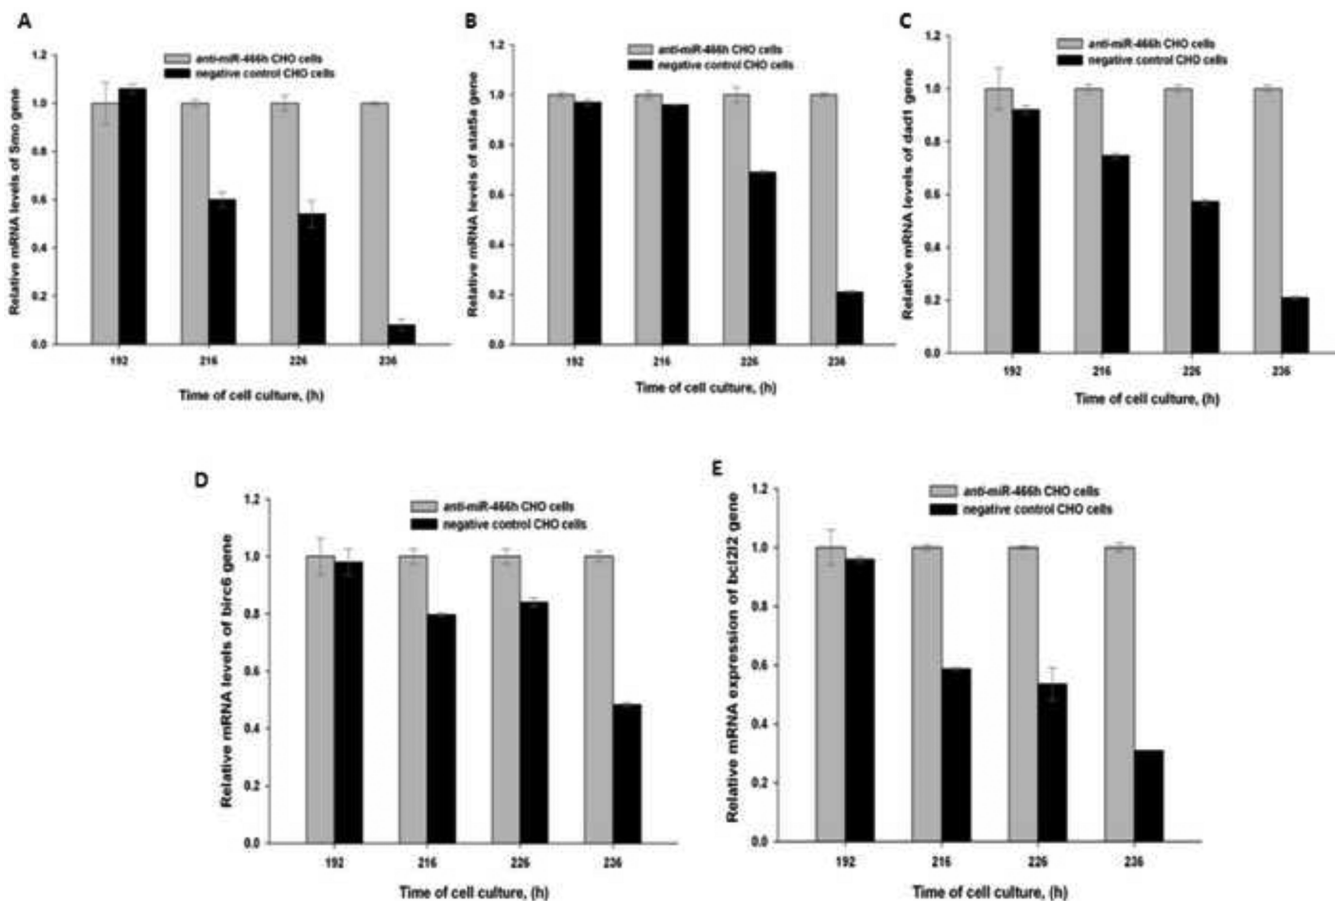 A
anti-miR-466h CHO cells
negative control CHO cells
Relative mRNA levels of Smo gene
1.2
1.0
0.8
0.6
0.4
0.2
0.0
192 216 226 236
Time of cell culture, (h)
B
anti-miR-466h CHO cells
negative control CHO cells
Relative mRNA levels of stat5a gene
1.2
1.0
0.8
0.6
0.4
0.2
0.0
192 216 226 236
Time of cell culture, (h)
C
anti-miR-466h CHO cells
negative control CHO cells
Relative mRNA levels of dad1 gene
1.2
1.0
0.8
0.6
0.4
0.2
0.0
192 216 226 236
Time of cell culture, (h)
D
anti-miR-466h CHO cells
negative control CHO cells
Relative mRNA levels of birc6 gene
1.2
1.0
0.8
0.6
0.4
0.2
0.0
192 216 226 236
Time of cell culture, (h)
E
anti-miR-466h CHO cells
negative control CHO cells
Relative mRNA expression of bcl2l2 gene
1.2
1.0
0.8
0.6
0.4
0.2
0.0
192 216 226 236
Time of cell culture, (h)